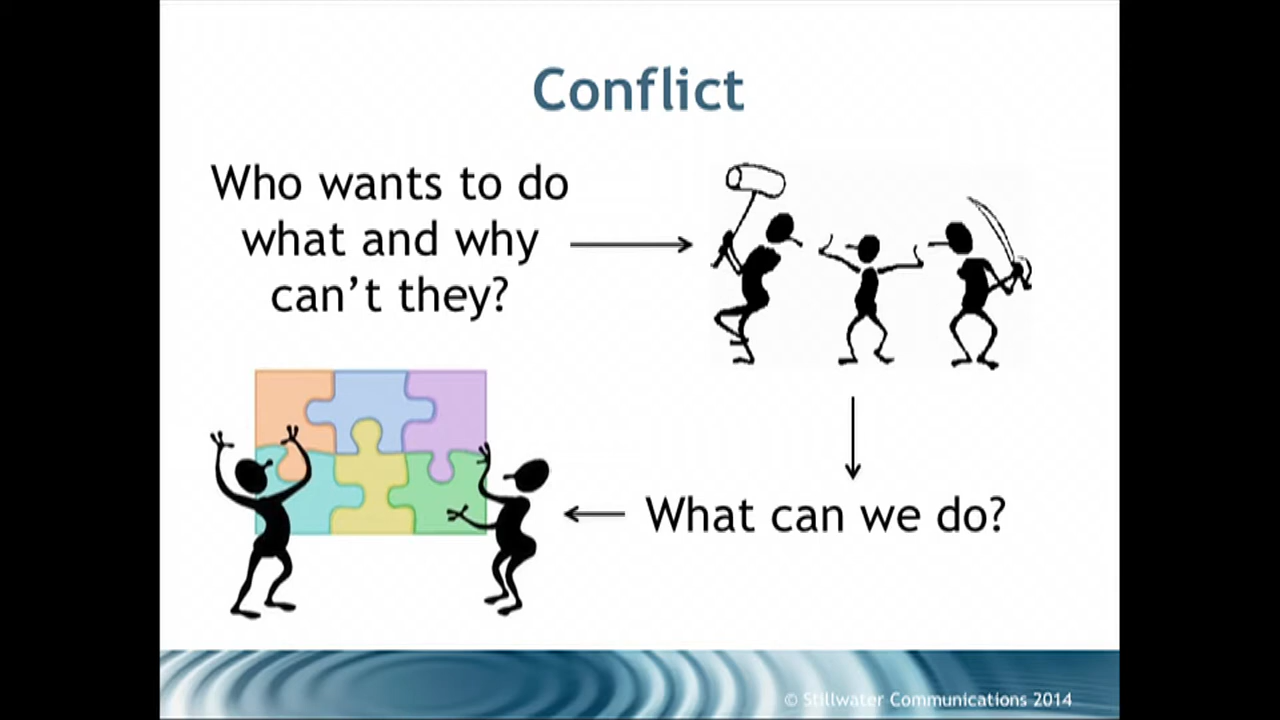 Conflict
Who wants to do
what and why
can't they?
What can we do?
© Stillwater Communications 2014